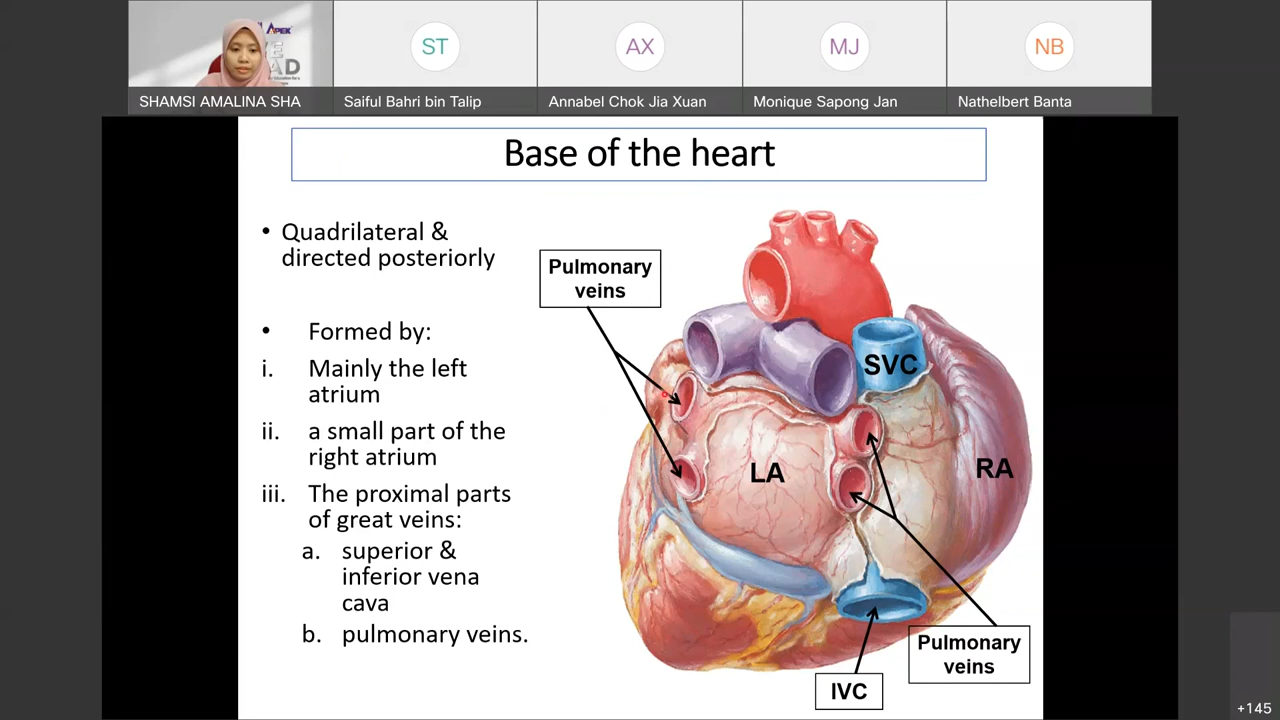 APEK
AD
ST
AX
MJ
NB
SHAMSI AMALINA SHA
Saiful Bahri bin Talip
Annabel Chok Jia Xuan
Monique Sapong Jan
Nathelbert Banta
Base of the heart
• Quadrilateral &
directed posteriorly
• Formed by:
i. Mainly the left
atrium
ii. a small part of the
right atrium
iii. The proximal parts
of great veins:
a. superior &
inferior vena
cava
b. pulmonary veins.
Pulmonary
veins
SVC
LA
RA
Pulmonary
veins
IVC
+145